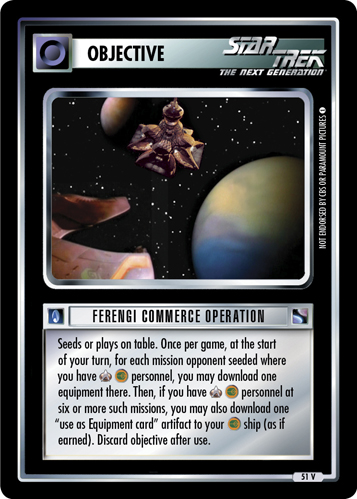 OBJECTIVE
STAR TREK
THE NEXT GENERATION
NOT ENDORSED BY CBS OR PARAMOUNT PICTURES
FERENGI COMMERCE OPERATION
Seeds or plays on table. Once per game, at the start
of your turn, for each mission opponent seeded where
you have personnel, you may download one
equipment there. Then, if you have personnel at
six or more such missions, you may also download one
"use as Equipment card" artifact to your ship (as if
earned). Discard objective after use.
51 V